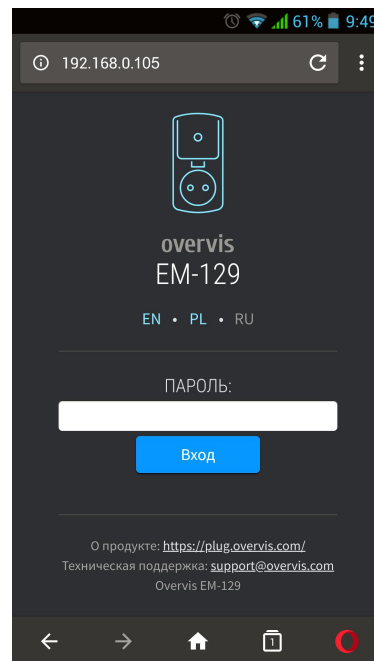 61% 9:49
192.168.0.105
overvis
EM-129
EN • PL • RU
ПАРОЛЬ:
Вход
О продукте: https://plug.overvis.com/
Техническая поддержка: support@overvis.com
Overvis EM-129
1